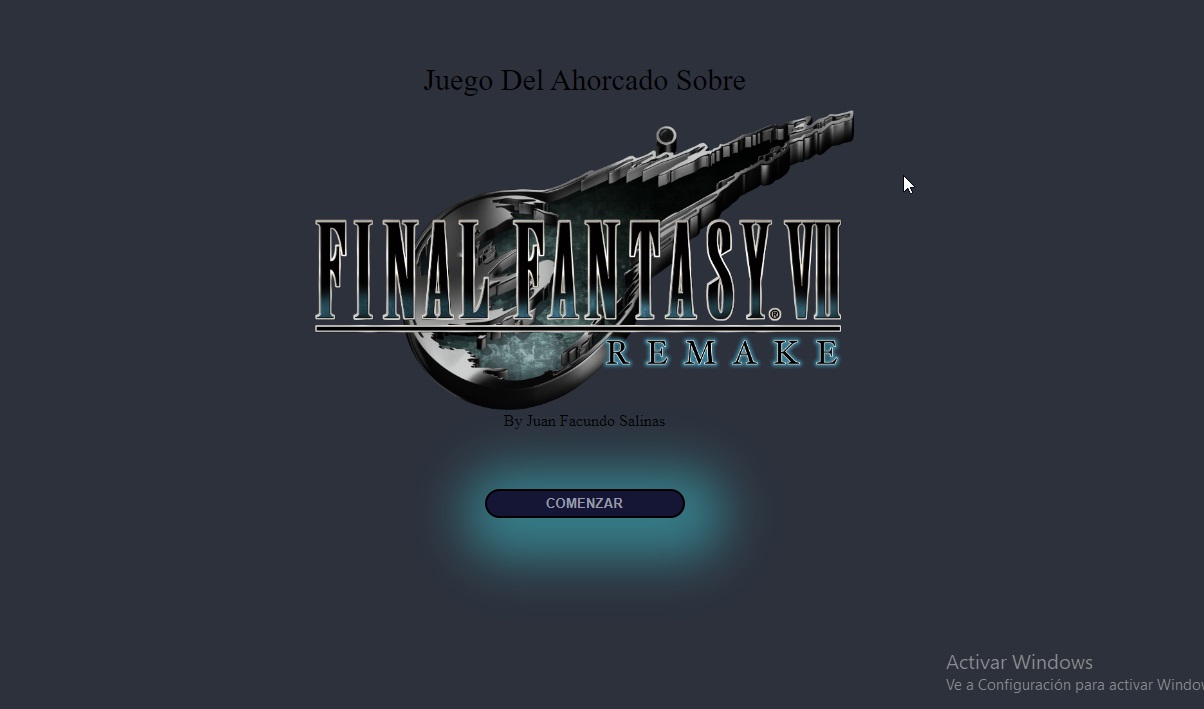 Juego Del Ahorcado Sobre
FINAL FANTASY® VII
REMAKE
By Juan Facundo Salinas
COMENZAR
Activar Windows
Ve a Configuración para activar Windo